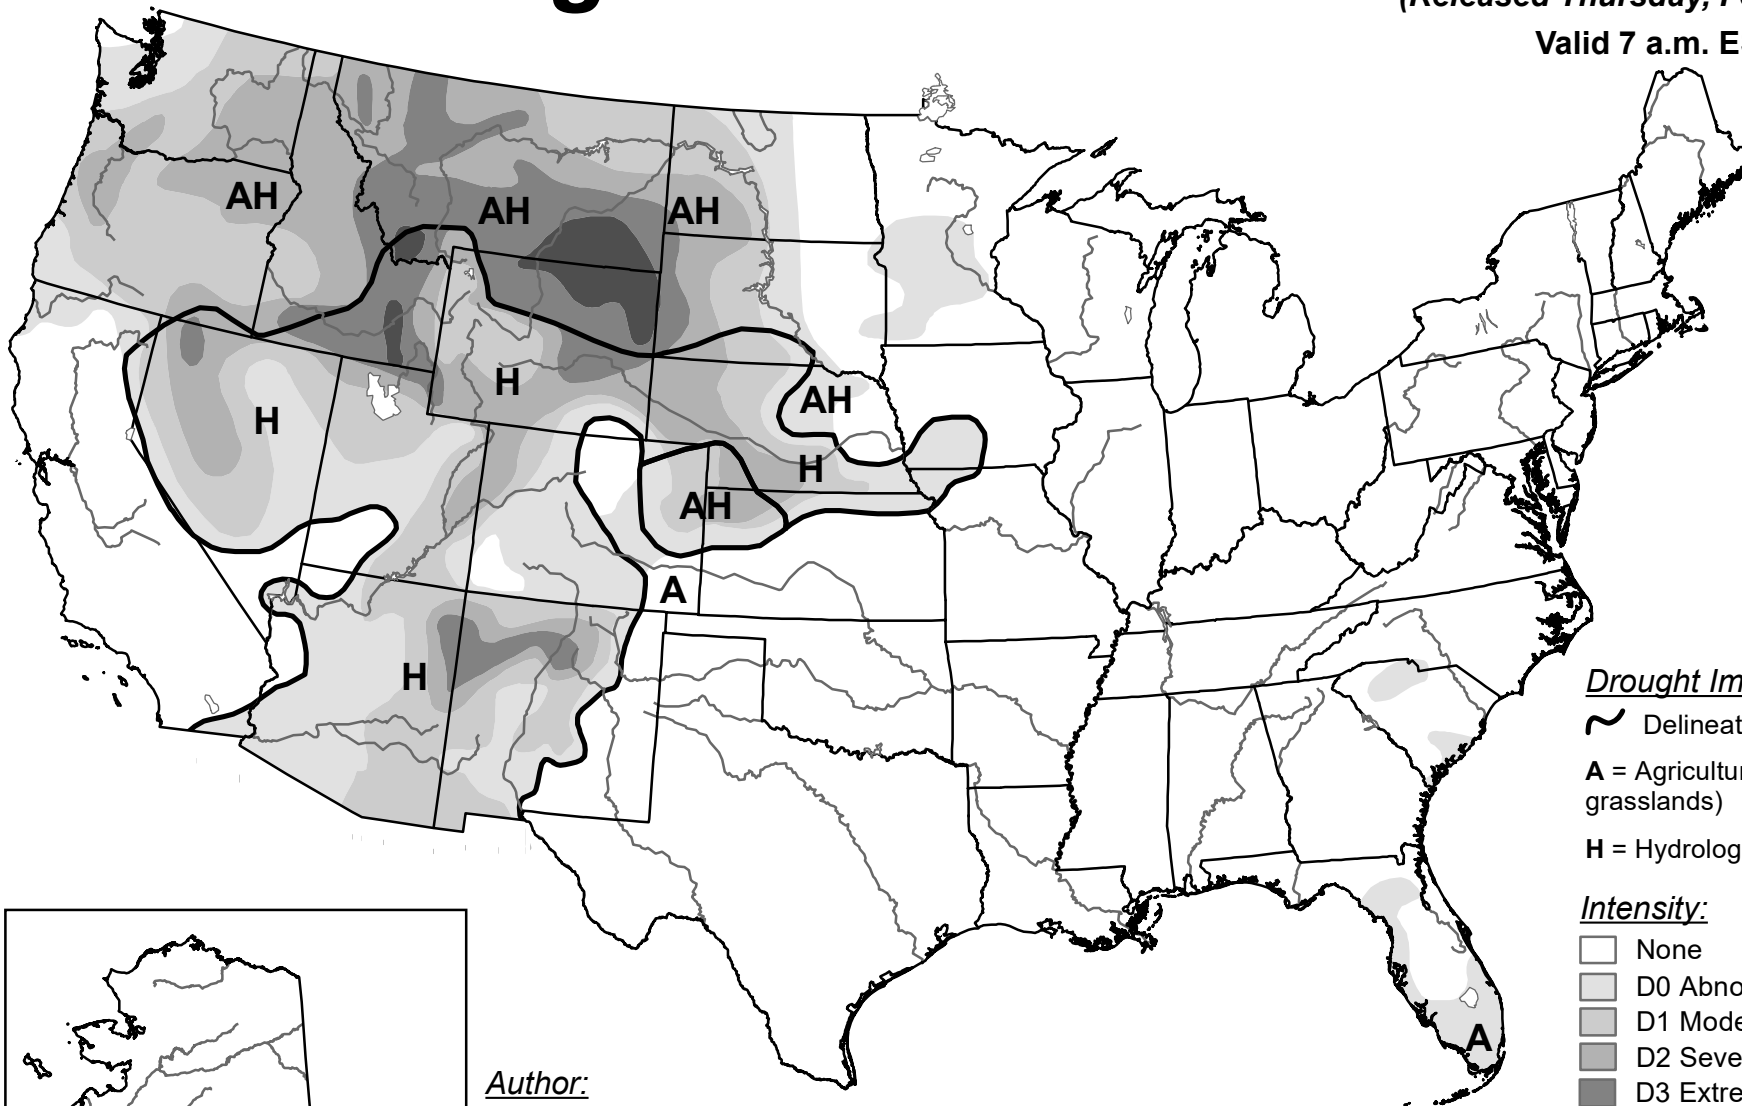 g
(Released Thursday, F
Valid 7 a.m. E
AH
AH
AH
H
H
AH
H
AH
A
H
Drought Im
Delineat
A = Agricultur
grasslands)
H = Hydrolog
Intensity:
None
D0 Abno
D1 Mode
D2 Seve
D3 Extre
A
Author: